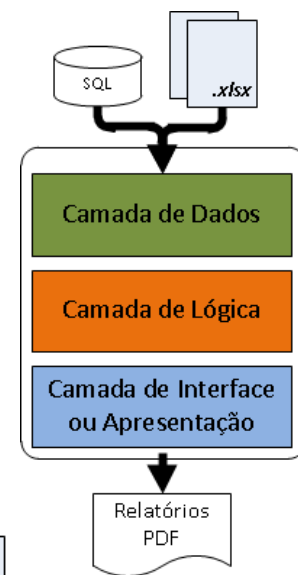 SQL
.xlsx
Camada de Dados
Camada de Lógica
Camada de Interface
ou Apresentação
Relatórios
PDF